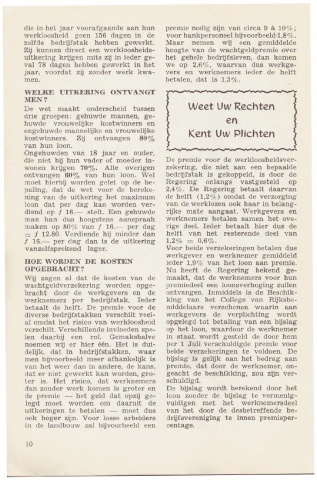 die in het jaar voorafgaande aan hun
werkloosheid geen 156 dagen in de
zelfde bedrijfstak hebben gewerkt.
Zij kunnen direct een werkloosheids-
uitkering krijgen mits zij in ieder ge-
val 78 dagen hebben gewerkt in het
jaar, voordat zij zonder werk kwa-
men.
WELKE UITKERING ONTVANGT
MEN?
De wet maakt onderscheid tussen
drie groepen: gehuwde mannen, ge-
huwde vrouwelijke kostwinners en
ongehuwde mannelijke en vrouwelijke
kostwinners. Zij ontvangen 80%
van hun loon.
Ongehuwden van 18 jaar en ouder,
die niet bij hun vader of moeder in-
wonen krijgen 70%. Alle overigen
ontvangen 60% van hun loon. Wel
moet hierbij worden gelet op de be-
paling, dat de wet voor de bereke-
ning van de uitkering het maximum
loon dat per dag kan worden ver-
diend op f 16.— stelt. Een gehuwde
man kan dus hoogstens aanspraak
maken op 80% van f 16.— per dag
= f 12.80. Verdiende hij minder dan
f 16.— per dag dan is de uitkering
vanzelfsprekend lager.
HOE WORDEN DE KOSTEN
OPGEBRACHT?
Wij zagen al dat de kosten van de
wachtgeldverzekering worden opge-
bracht door de werkgevers en de
werknemers per bedrijfstak. Ieder
betaalt de helft. De premie voor de
diverse bedrijfstakken verschilt veel-
al omdat het risico van werkloosheid
verschilt. Verschillende invloeden spe-
len daarbij een rol. Gemakshalve
noemen wij er hier één. Het is dui-
delijk, dat in bedrijfstakken, waar
men bijvoorbeeld meer afhankelijk is
van het weer dan in andere, de kans,
dat er niet gewerkt kan worden, gro-
ter is. Het risico, dat werknemers
dan zonder werk komen is groter en
de premie — het geld dat opzij ge-
legd moet worden om daaruit de
uitkeringen te betalen — moet dus
ook hoger zijn. Voor losse arbeiders
in de landbouw zal bijvoorbeeld een
premie nodig zijn van circa 9 à 10%;
voor bankpersoneel bijvoorbeeld 1,8%.
Maar nemen wij een gemiddelde
hoogte van de wachtgeldpremie over
het gehele bedrijfsleven, dan komen
we op 2,6%, waarvan dus werkge-
vers en werknemers ieder de helft
betalen, dat is 1,3%.
Weet Uw Rechten
en
Kent Uw Plichten
De premie voor de werkloosheidsver-
zekering, die niet aan een bepaalde
bedrijfstak is gekoppeld, is door de
Regering onlangs vastgesteld op
2,4%. De Regering betaalt daarvan
de helft (1,2%) omdat de verzorging
van de werklozen ook haar in belang-
rijke mate aangaat. Werkgevers en
werknemers betalen samen het ove-
rige deel. Ieder betaalt hier dus de
helft van het resterende deel van
1,2% = 0,6%.
Voor beide verzekeringen betalen dus
werkgever en werknemer gemiddeld
ieder 1,9% van het loon aan premie.
Nu heeft de Regering bekend ge-
maakt, dat de werknemers voor hun
premiedeel een loonsverhoging zullen
ontvangen. Inmiddels is de Beschik-
king van het College van Rijksbe-
middelaars verschenen waarin aan
werkgevers de verplichting wordt
opgelegd tot betaling van een bijslag
op het loon, waardoor de werknemer
in staat wordt gesteld de door hem
per 1 Juli verschuldigde premie voor
beide verzekeringen te voldoen. De
bijslag is gelijk aan het bedrag aan
premie, dat door de werknemer, on-
geacht de beschikking, zou zijn ver-
schuldigd.
De bijslag wordt berekend door het
loon zonder de bijslag te vermenig-
vuldigen met het werknemersdeel
van het door de desbetreffende be-
drijfsvereniging te innen premieper-
centage.
10